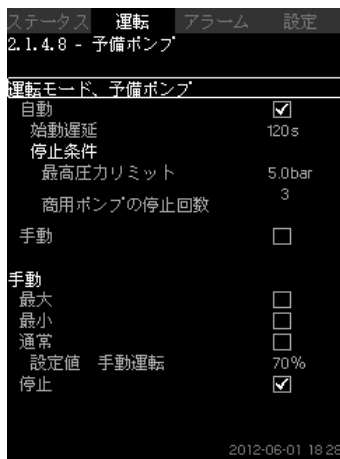 ステータス 運転 アラーム 設定
2.1.4.8 - 予備ポンプ
運転モード、予備ポンプ
自動
始動遅延 120s
停止条件
最高圧力リミット 5.0bar
商用ポンプの停止回数 3
手動
手動
最大
最小
通常
設定値 手動運転 70%
停止
2012-06-01 18:28